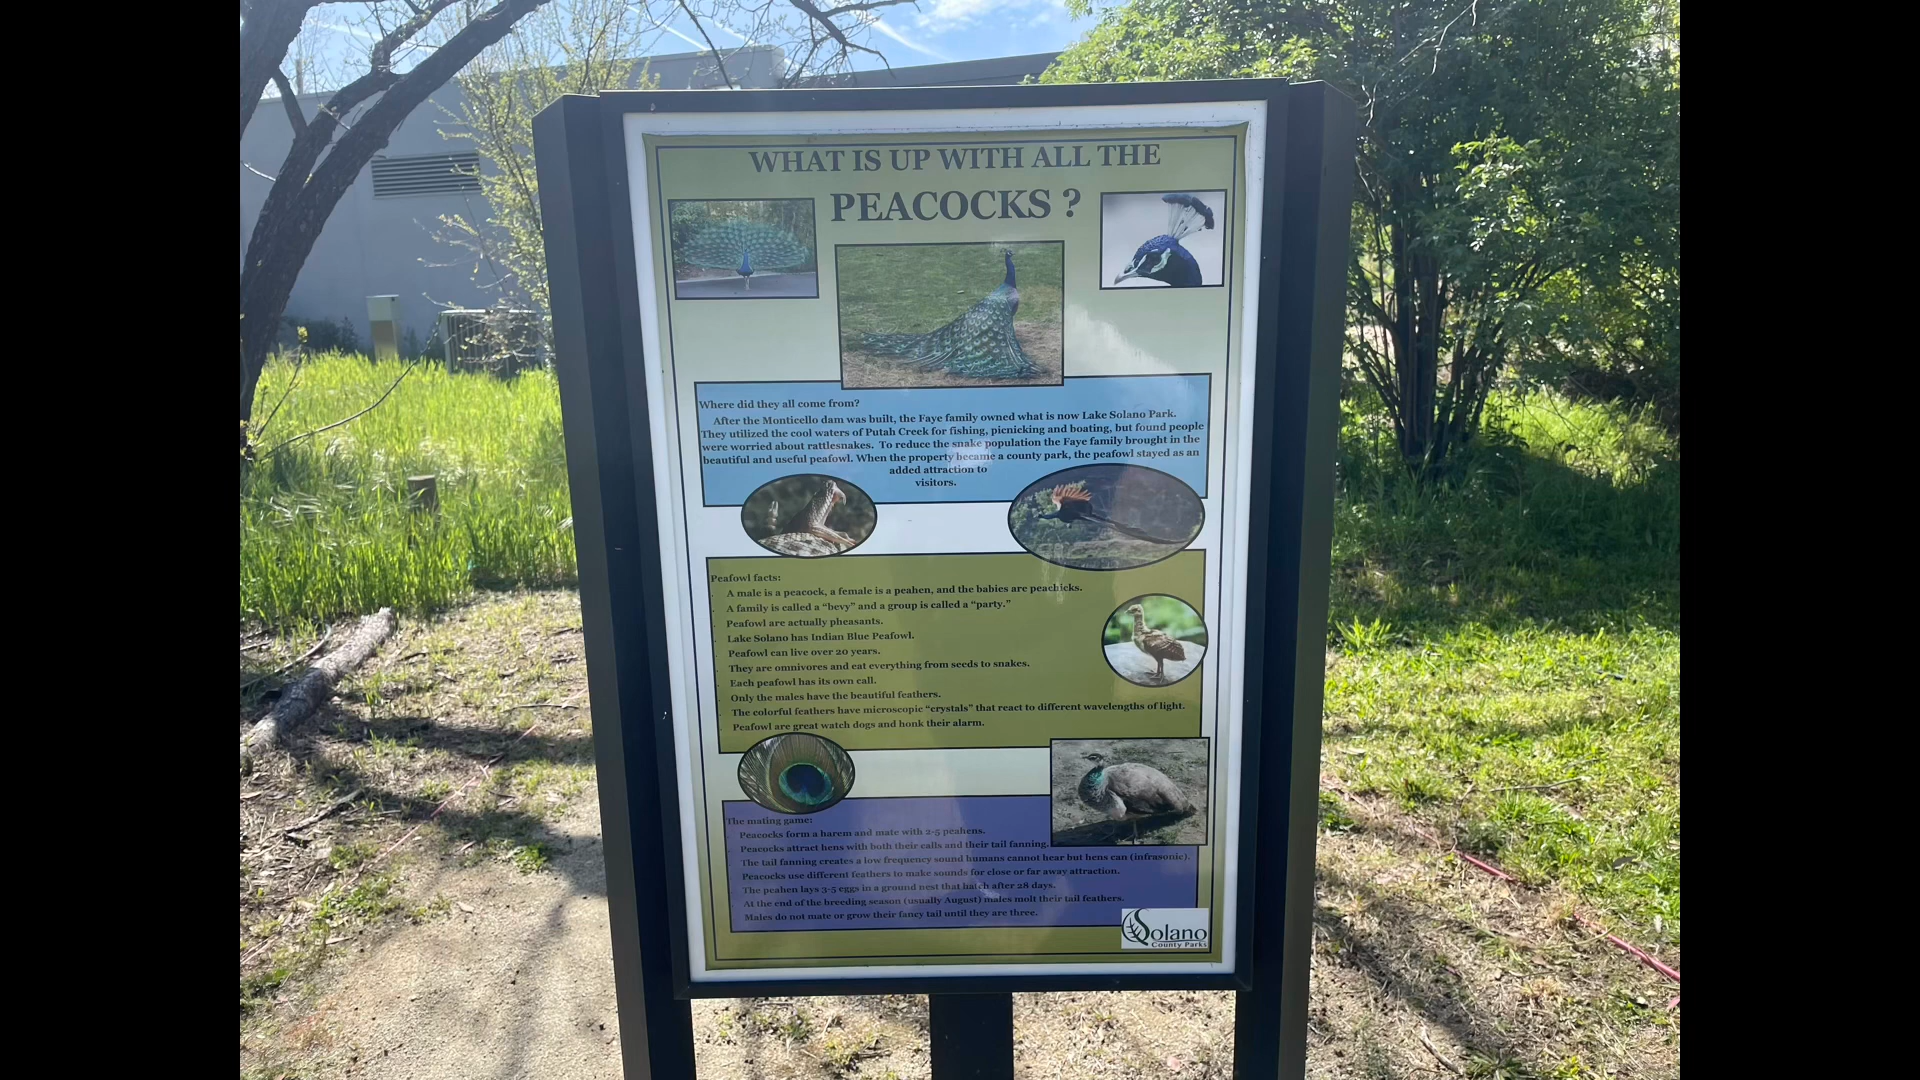 WHAT IS UP WITH ALL THE
PEACOCKS ?
Where did they all come from?
After the Monticello dam was built, the Faye family owned what is now Lake Solano Park.
They utilized the cool waters of Putah Creek for fishing, picnicking and boating, but found people
were worried about rattlesnakes. To reduce the snake population the Faye family brought in the
beautiful and useful peafowl. When the property became a county park, the peafowl stayed as an
added attraction to
visitors.
Peafowl facts:
A male is a peacock, a female is a peahen, and the babies are peachicks.
A family is called a “bevy” and a group is called a “party.”
Peafowl are actually pheasants.
Lake Solano has Indian Blue Peafowl.
Peafowl can live over 20 years.
They are omnivores and eat everything from seeds to snakes.
Each peafowl has its own call.
Only the males have the beautiful feathers.
The colorful feathers have microscopic “crystals” that react to different wavelengths of light.
Peafowl are great watch dogs and honk their alarm.
The mating game:
Peacocks form a harem and mate with 2-5 peahens.
Peacocks attract hens with both their calls and their tail fanning.
The tail fanning creates a low frequency sound humans cannot hear but hens can (infrasonic).
Peacocks use different feathers to make sounds for close or far away attraction.
The peahen lays 3-5 eggs in a ground nest that hatch after 28 days.
At the end of the breeding season (usually August) males molt their tail feathers.
Males do not mate or grow their fancy tail until they are three.
Solano
County Parks